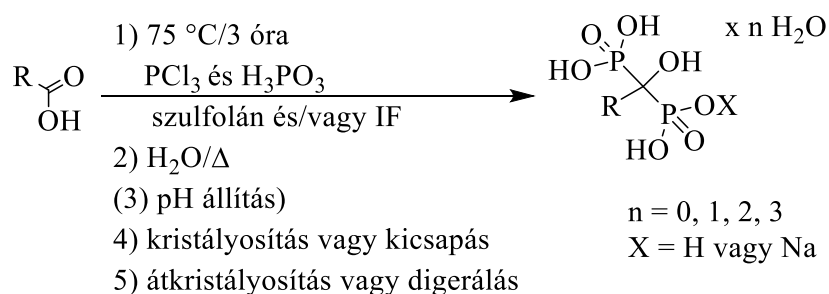 R O
OH
1) 75 °C/3 óra
PCl3 és H3PO3
szulfolán és/vagy IF
2) H2O/Δ
(3) pH állítás)
4) kristályosítás vagy kicsapás
5) átkristályosítás vagy digerálás
O OH x n H2O
HO P OH
R P OX
HO O
n = 0, 1, 2, 3
X = H vagy Na